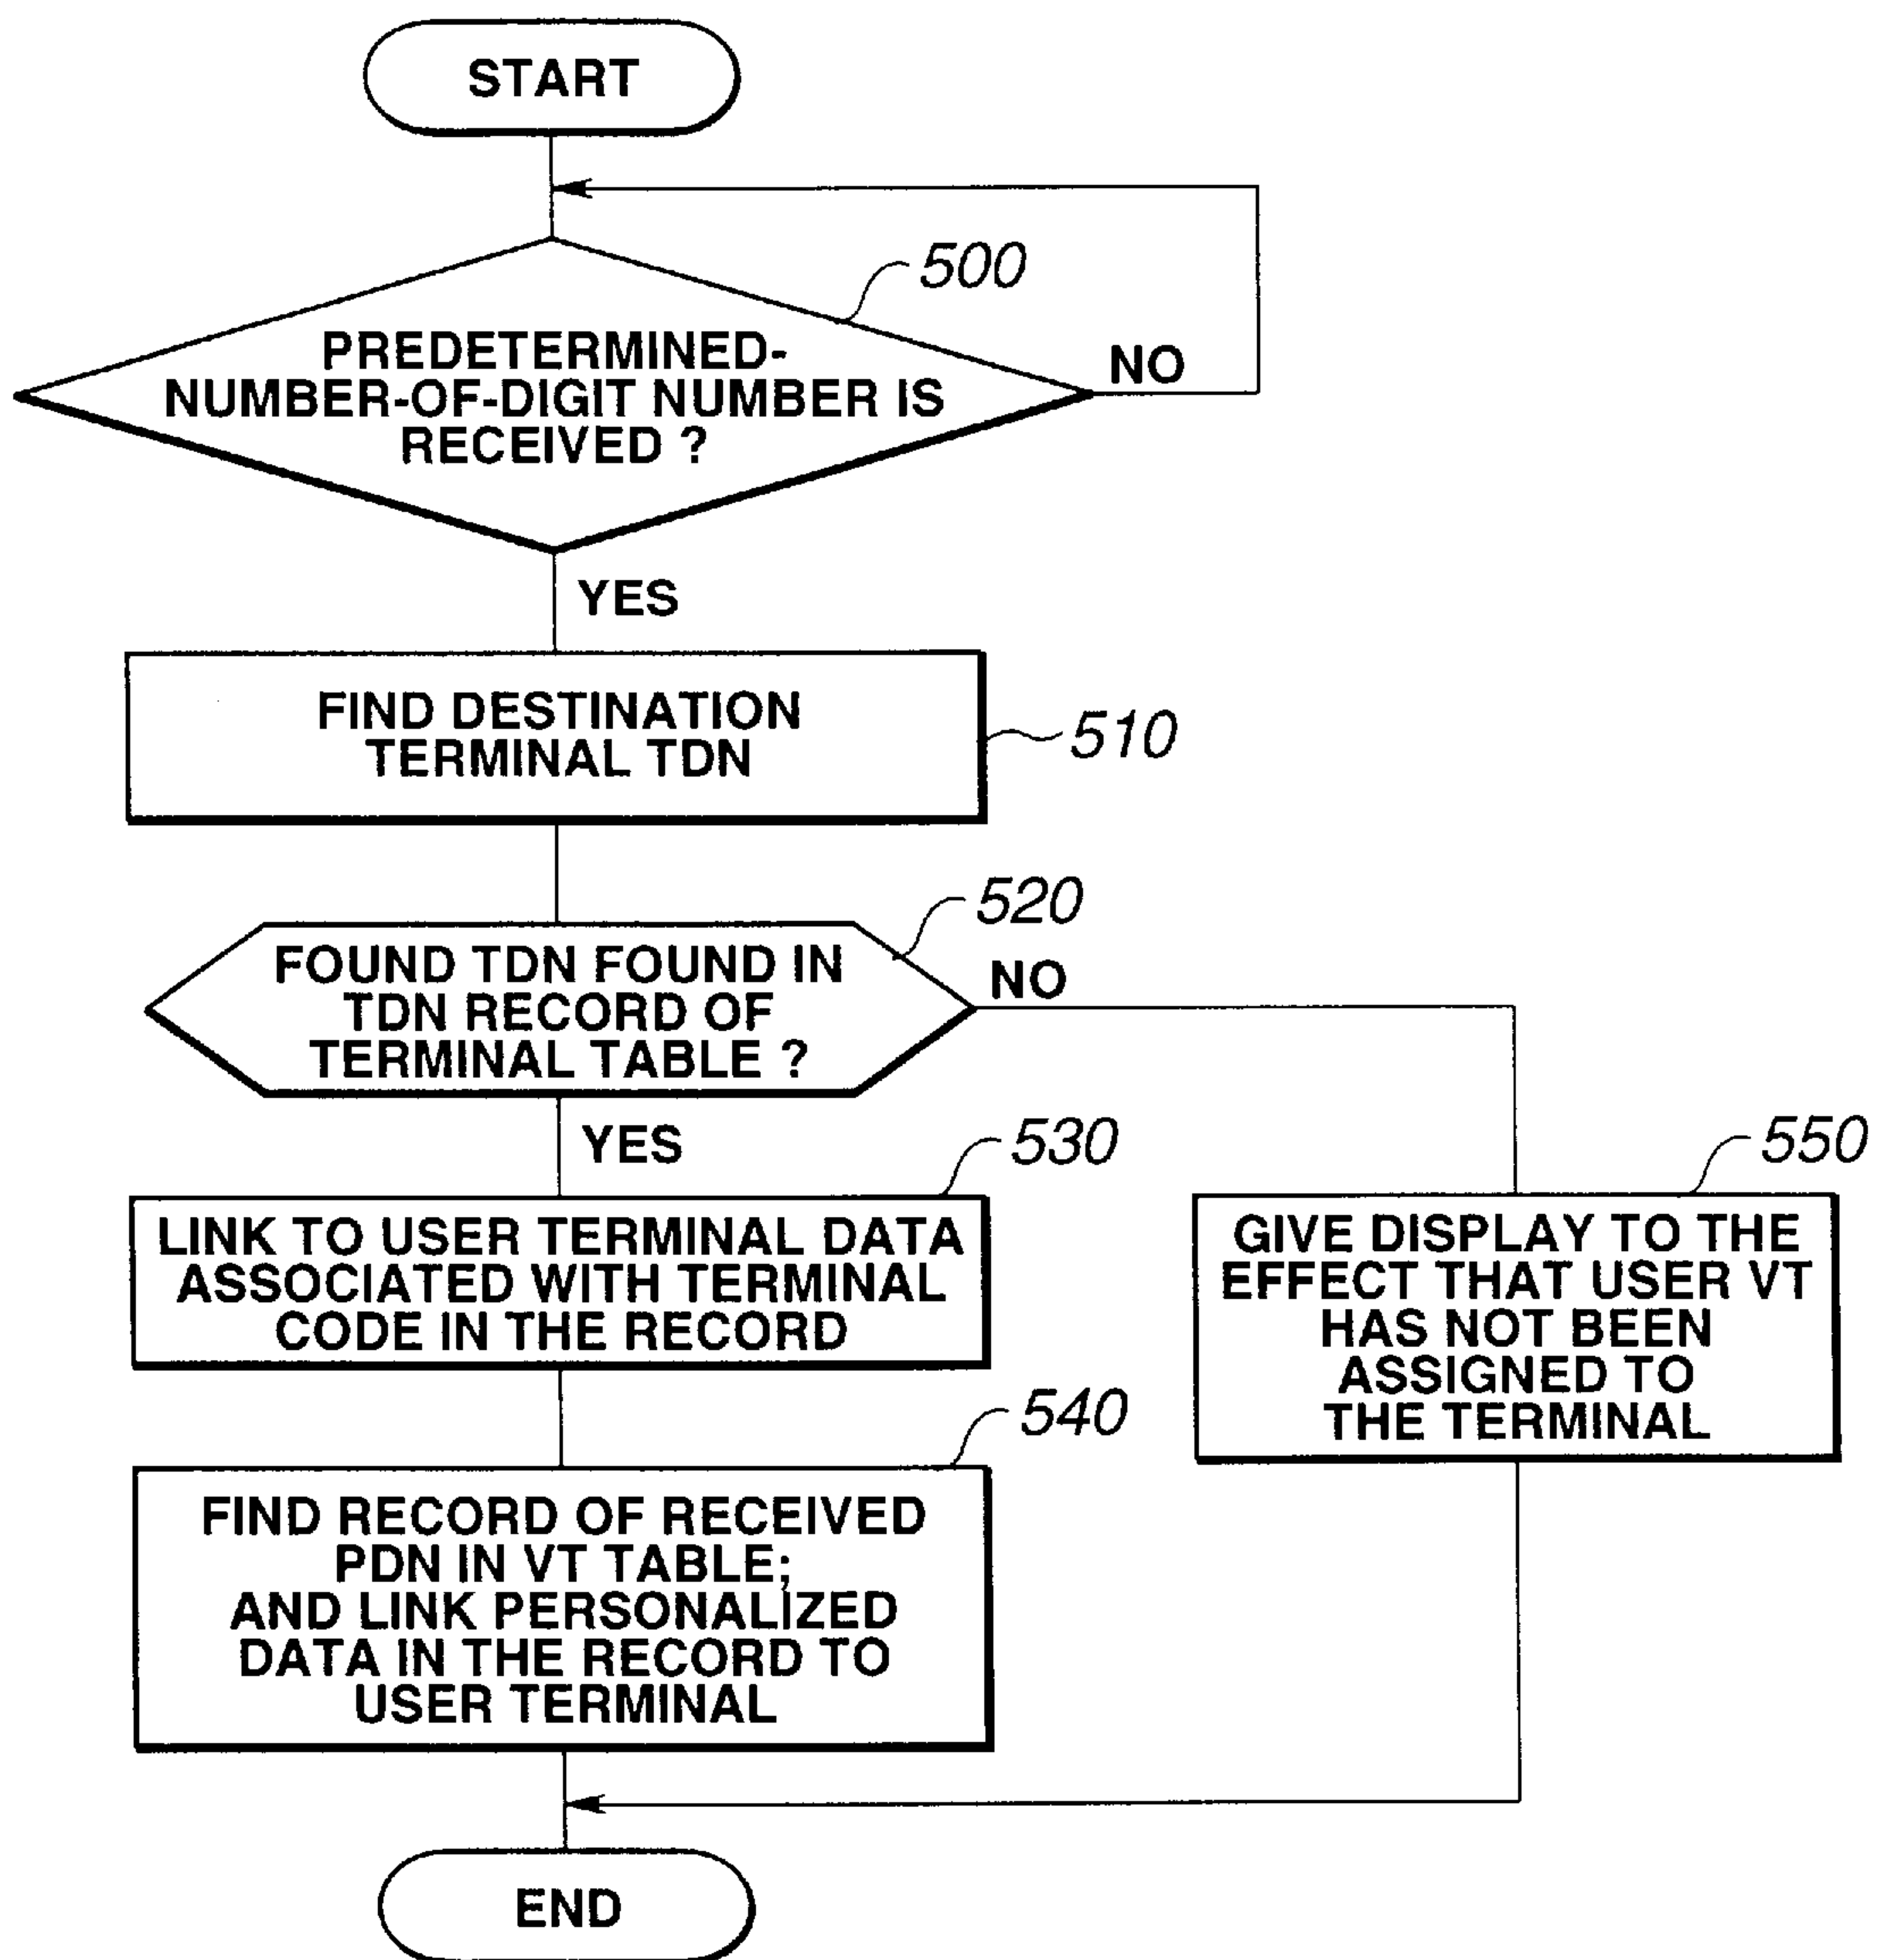 START
500
PREDETERMINED-
NUMBER-OF-DIGIT NUMBER IS
RECEIVED ?
NO
YES
FIND DESTINATION
TERMINAL TDN
510
520
FOUND TDN FOUND IN
TDN RECORD OF
TERMINAL TABLE ?
NO
YES
530
LINK TO USER TERMINAL DATA
ASSOCIATED WITH TERMINAL
CODE IN THE RECORD
550
GIVE DISPLAY TO THE
EFFECT THAT USER VT
HAS NOT BEEN
ASSIGNED TO
THE TERMINAL
540
FIND RECORD OF RECEIVED
PDN IN VT TABLE;
AND LINK PERSONALIZED
DATA IN THE RECORD TO
USER TERMINAL
END